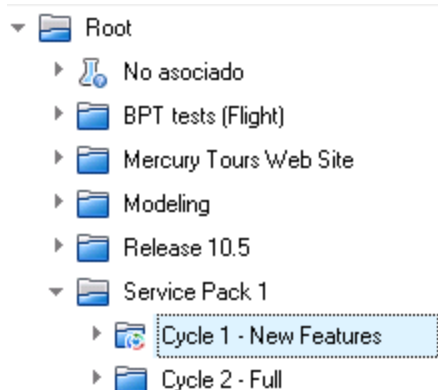 Root
No asociado
BPT tests (Flight)
Mercury Tours Web Site
Modeling
Release 10.5
Service Pack 1
Cycle 1 - New Features
Cycle 2 - Full